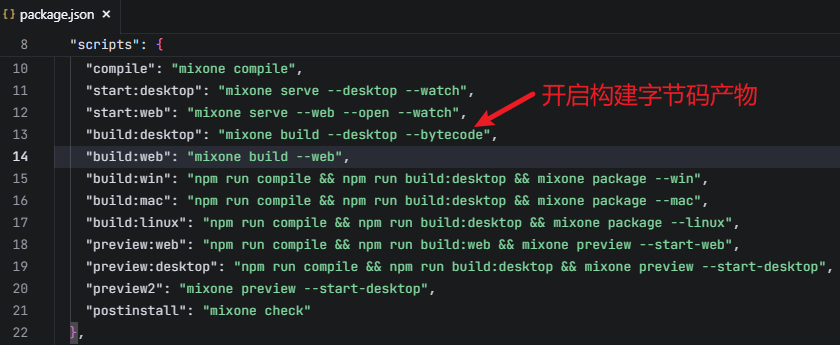 {} package.json ×
8 "scripts": {
10 "compile": "mixone compile",
11 "start:desktop": "mixone serve --desktop --watch",
12 "start:web": "mixone serve --web --open --watch",
开启构建字节码产物
13 "build:desktop": "mixone build --desktop --bytecode",
14 "build:web": "mixone build --web",
15 "build:win": "npm run compile && npm run build:desktop && mixone package --win",
16 "build:mac": "npm run compile && npm run build:desktop && mixone package --mac",
17 "build:linux": "npm run compile && npm run build:desktop && mixone package --linux",
18 "preview:web": "npm run compile && npm run build:web && mixone preview --start-web",
19 "preview:desktop": "npm run compile && npm run build:desktop && mixone preview --start-desktop",
20 "preview2": "mixone preview --start-desktop",
21 "postinstall": "mixone check"
22 },